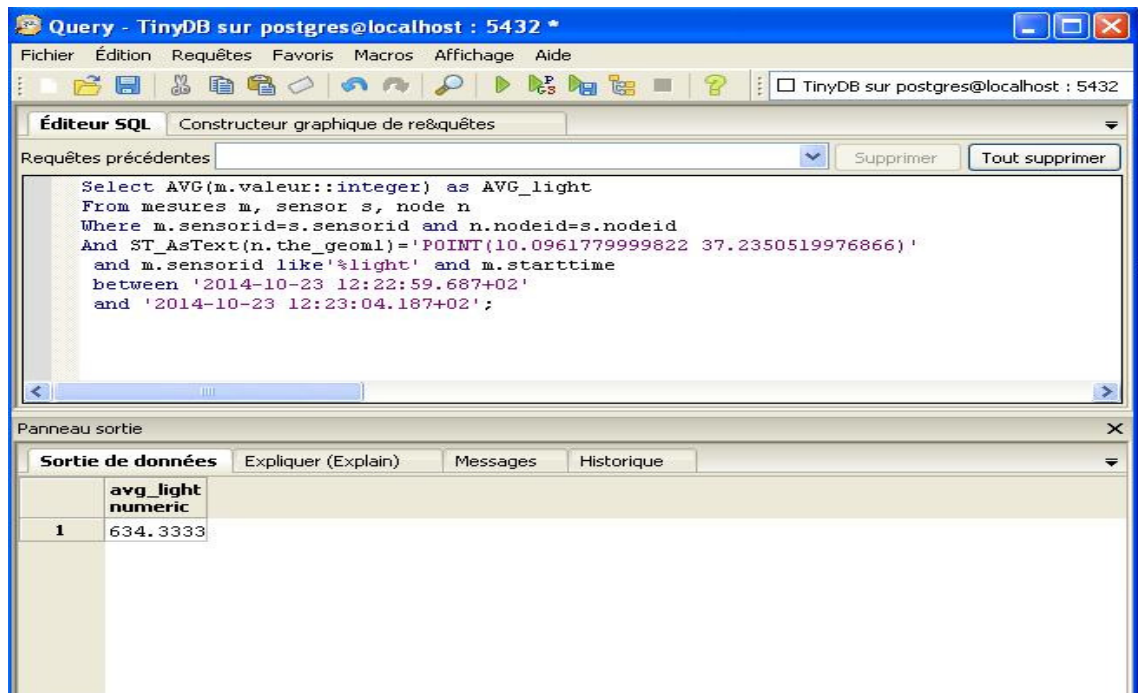 Query - TinyDB sur postgres@localhost : 5432 *
Fichier Édition Requêtes Favoris Macros Affichage Aide
TinyDB sur postgres@localhost : 5432
Éditeur SQL Constructeur graphique de re&quêtes
Requêtes précédentes Supprimer Tout supprimer
Select AVG(m.valeur::integer) as AVG_light
From mesures m, sensor s, node n
Where m.sensorid=s.sensorid and n.nodeid=s.nodeid
And ST_AsText(n.the_geom1)='POINT(10.0961779999822 37.2350519976866)'
and m.sensorid like'%light' and m.starttime
between '2014-10-23 12:22:59.687+02'
and '2014-10-23 12:23:04.187+02';
Panneau sortie
Sortie de données Expliquer (Explain) Messages Historique
avg_light
numeric
1 634.3333